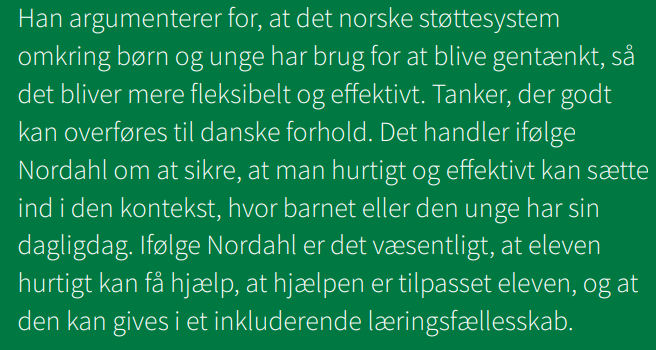 Han argumenterer for, at det norske støttesystem
omkring børn og unge har brug for at blive gentænkt, så
det bliver mere fleksibelt og effektivt. Tanker, der godt
kan overføres til danske forhold. Det handler ifølge
Nordahl om at sikre, at man hurtigt og effektivt kan sætte
ind i den kontekst, hvor barnet eller den unge har sin
dagligdag. Ifølge Nordahl er det væsentligt, at eleven
hurtigt kan få hjælp, at hjælpen er tilpasset eleven, og at
den kan gives i et inkluderende læringsfællesskab.